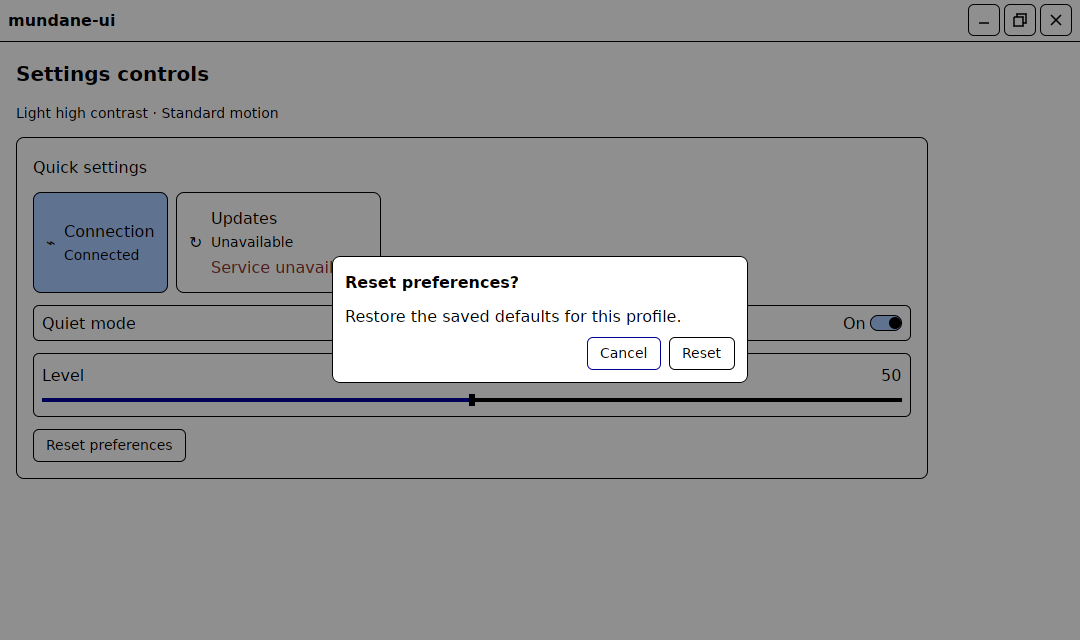 mundane-ui
Settings controls
Light high contrast · Standard motion
Quick settings
Connection
Connected
Updates
Unavailable
Service
Reset preferences?
Restore the saved defaults for this profile.
Cancel
Reset
Quiet mode
On
Level
50
Reset preferences